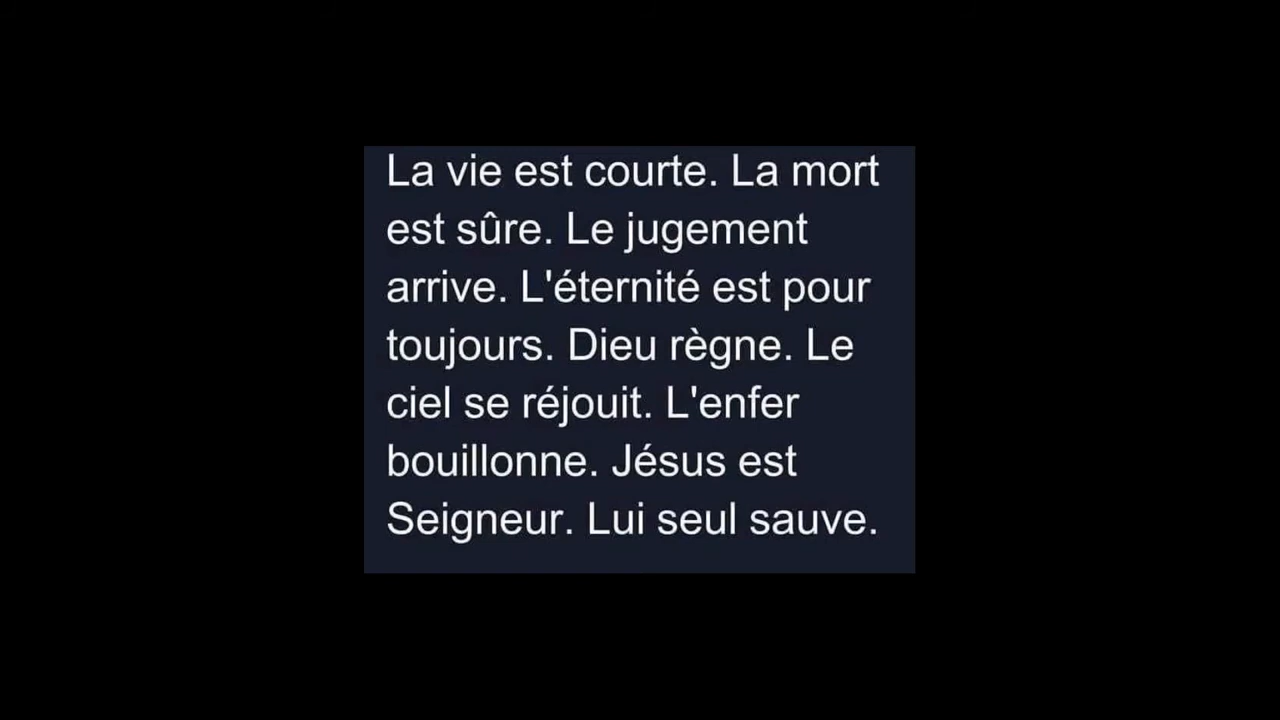 La vie est courte. La mort
est sûre. Le jugement
arrive. L'éternité est pour
toujours. Dieu règne. Le
ciel se réjouit. L'enfer
bouillonne. Jésus est
Seigneur. Lui seul sauve.